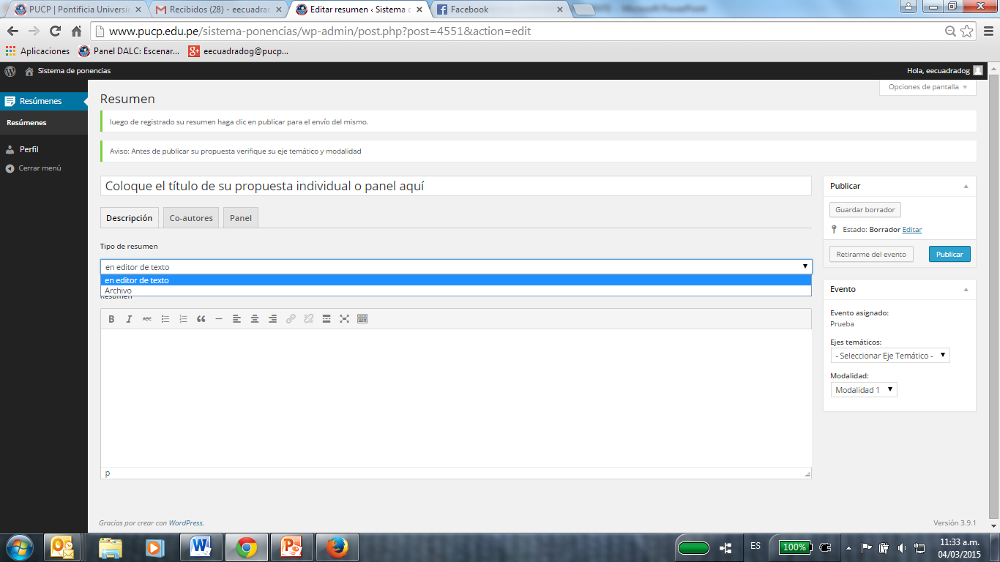 PUCP | Pontificia Universi
Recibidos (28) - eecuadrad
Editar resumen ‹ Sistema d
Facebook
www.pucp.edu.pe/sistema-ponencias/wp-admin/post.php?post=4551&action=edit
Aplicaciones
Panel DALC: Escenar...
eecuadradog@pucp...
Sistema de ponencias
Hola, eecuadradog
Resúmenes
Resúmenes
Perfil
Cerrar menú
Opciones de pantalla
Resumen
luego de registrado su resumen haga clic en publicar para el envío del mismo.
Aviso: Antes de publicar su propuesta verifique su eje temático y modalidad
Coloque el título de su propuesta individual o panel aquí
Descripción
Co-autores
Panel
Tipo de resumen
en editor de texto
en editor de texto
Archivo
Resumen
B
I
ABC
p
Publicar
Guardar borrador
Estado: Borrador Editar
Retirarme del evento
Publicar
Evento
Evento asignado:
Prueba
Ejes temáticos:
- Seleccionar Eje Temático -
Modalidad:
Modalidad 1
Gracias por crear con WordPress.
Versión 3.9.1
ES
100%
11:33 a.m.
04/03/2015